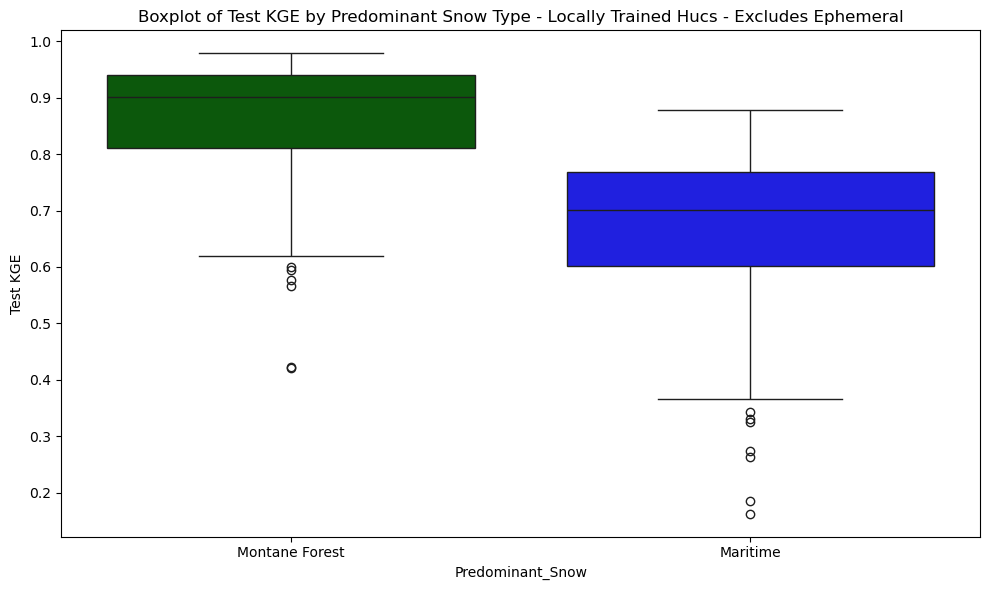 Boxplot of Test KGE by Predominant Snow Type - Locally Trained Hucs - Excludes Ephemeral
1.0
0.9
0.8
0.7
0.6
0.5
0.4
0.3
0.2
Test KGE
Montane Forest
Maritime
Predominant_Snow